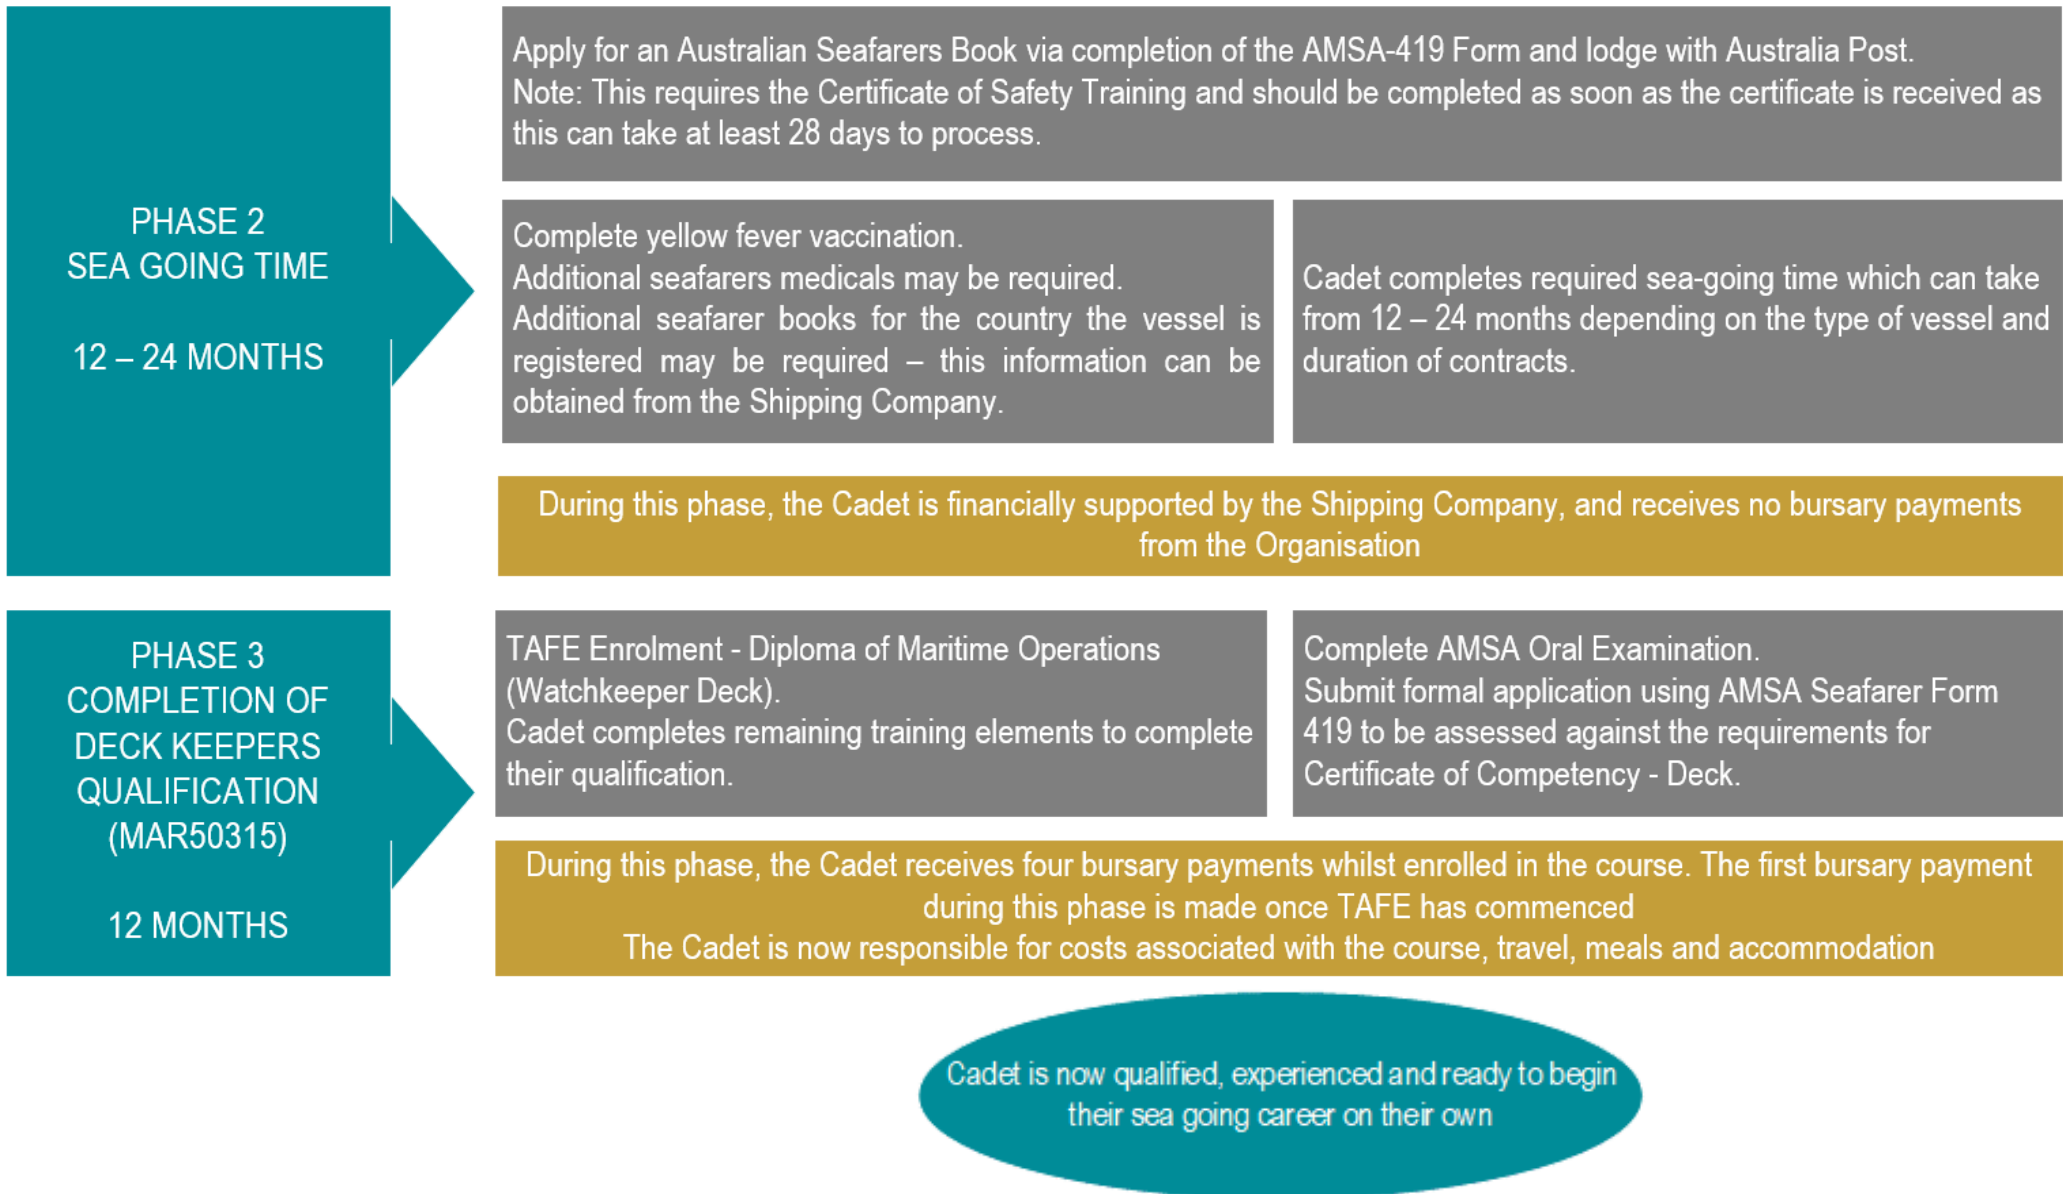 PHASE 2
SEA GOING TIME
12 – 24 MONTHS
Apply for an Australian Seafarers Book via completion of the AMSA-419 Form and lodge with Australia Post.
Note: This requires the Certificate of Safety Training and should be completed as soon as the certificate is received as
this can take at least 28 days to process.
Complete yellow fever vaccination.
Additional seafarers medicals may be required.
Additional seafarer books for the country the vessel is
registered may be required – this information can be
obtained from the Shipping Company.
Cadet completes required sea-going time which can take
from 12 – 24 months depending on the type of vessel and
duration of contracts.
During this phase, the Cadet is financially supported by the Shipping Company, and receives no bursary payments
from the Organisation
PHASE 3
COMPLETION OF
DECK KEEPERS
QUALIFICATION
(MAR50315)
12 MONTHS
TAFE Enrolment - Diploma of Maritime Operations
(Watchkeeper Deck).
Cadet completes remaining training elements to complete
their qualification.
Complete AMSA Oral Examination.
Submit formal application using AMSA Seafarer Form
419 to be assessed against the requirements for
Certificate of Competency - Deck.
During this phase, the Cadet receives four bursary payments whilst enrolled in the course. The first bursary payment
during this phase is made once TAFE has commenced
The Cadet is now responsible for costs associated with the course, travel, meals and accommodation
Cadet is now qualified, experienced and ready to begin
their sea going career on their own